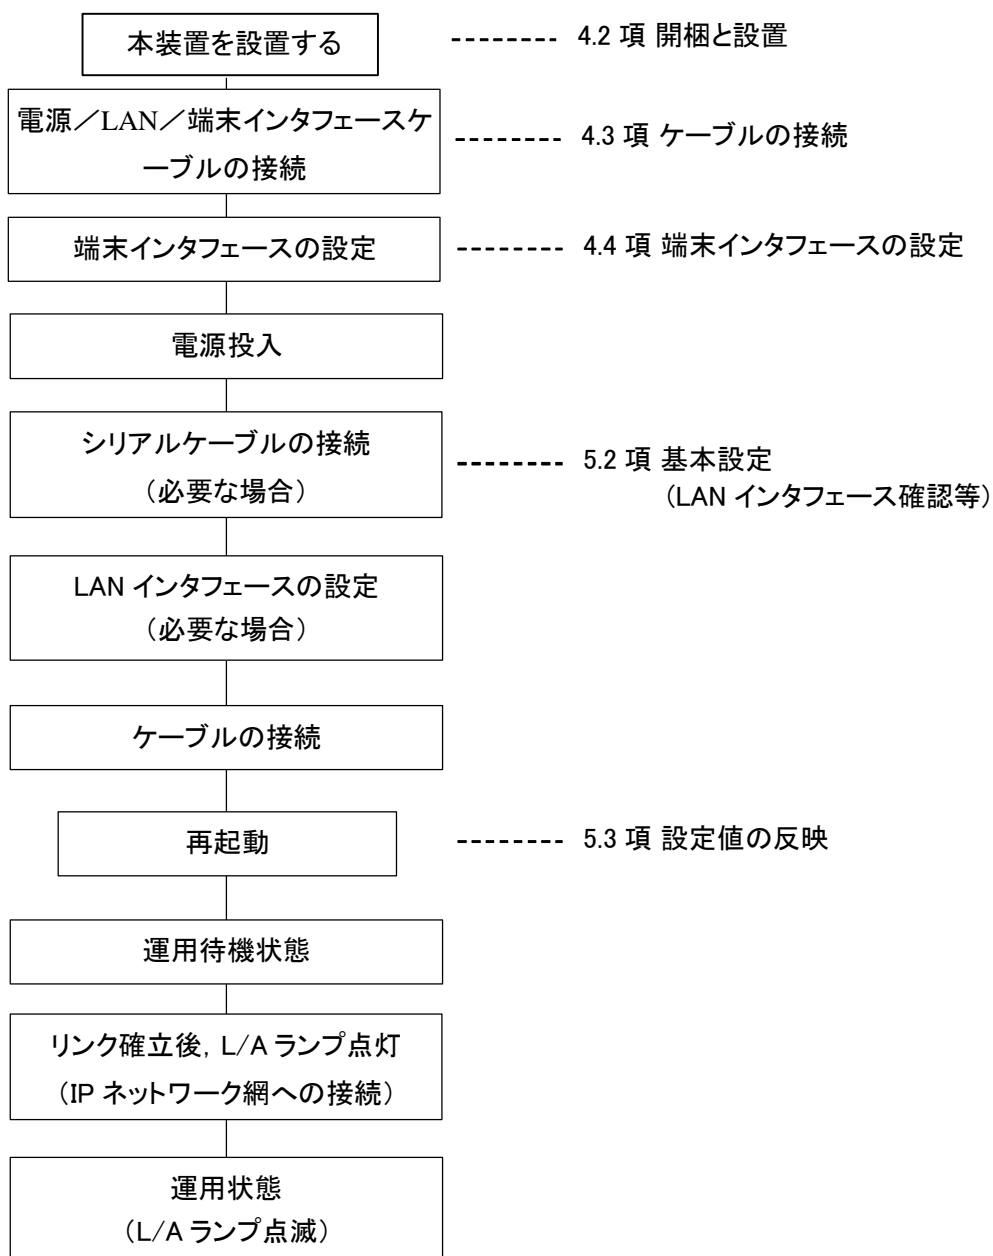 本装置を設置する
-------- 4.2 項 開梱と設置
電源/LAN/端末インタフェースケ
ーブルの接続
-------- 4.3 項 ケーブルの接続
端末インタフェースの設定
-------- 4.4 項 端末インタフェースの設定
電源投入
シリアルケーブルの接続
(必要な場合)
-------- 5.2 項 基本設定
(LAN インタフェース確認等)
LAN インタフェースの設定
(必要な場合)
ケーブルの接続
再起動
-------- 5.3 項 設定値の反映
運用待機状態
リンク確立後, L/A ランプ点灯
(IP ネットワーク網への接続)
運用状態
(L/A ランプ点滅)